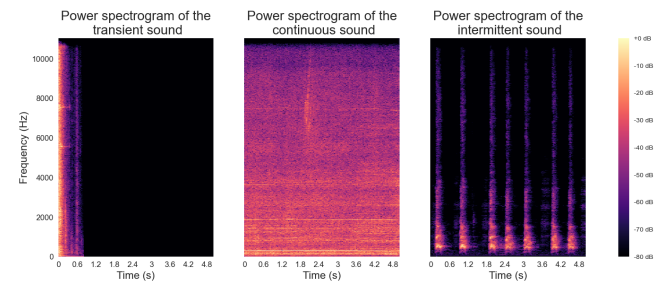 Power spectrogram of the
transient sound
Power spectrogram of the
continuous sound
Power spectrogram of the
intermittent sound
Frequency (Hz)
10000
8000
6000
4000
2000
0
0 0.6 1.2 1.8 2.4 3 3.6 4.2 4.8
Time (s)
0 0.6 1.2 1.8 2.4 3 3.6 4.2 4.8
Time (s)
0 0.6 1.2 1.8 2.4 3 3.6 4.2 4.8
Time (s)
+0 dB
-10 dB
-20 dB
-30 dB
-40 dB
-50 dB
-60 dB
-70 dB
-80 dB